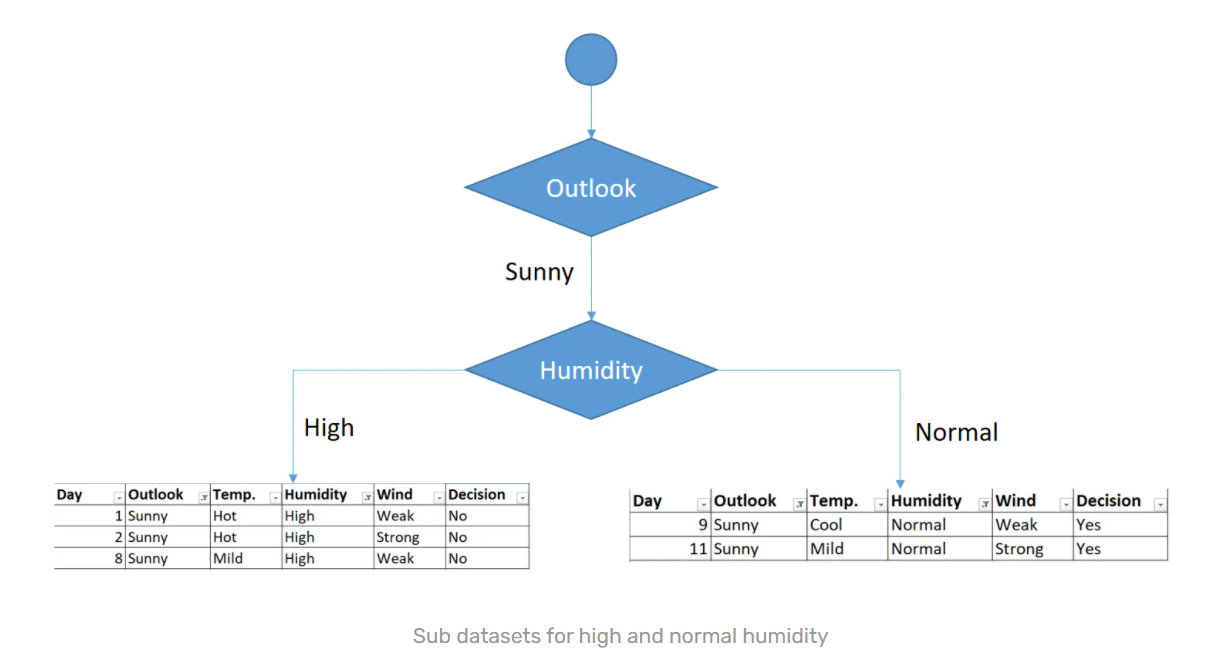 Outlook
Sunny
Humidity
High
Normal
Day Outlook Temp. Humidity Wind Decision
1 Sunny Hot High Weak No
2 Sunny Hot High Strong No
8 Sunny Mild High Weak No
Day Outlook Temp. Humidity Wind Decision
9 Sunny Cool Normal Weak Yes
11 Sunny Mild Normal Strong Yes
Sub datasets for high and normal humidity